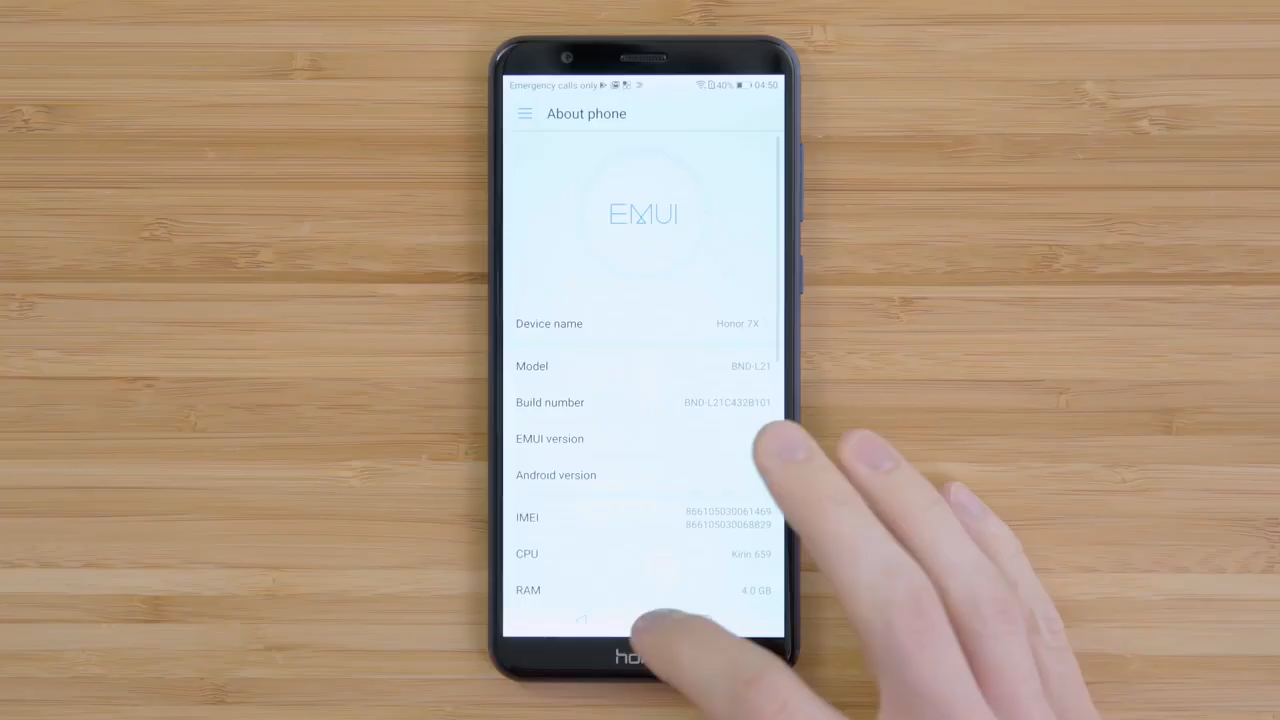 Emergency calls only 40% 04:50
About phone
EMUI
Device name Honor 7X
Model BND-L21
Build number BND-L21C432B101
EMUI version
Android version
IMEI 866105030061469
866105030068829
CPU Kirin 659
RAM 4.0 GB